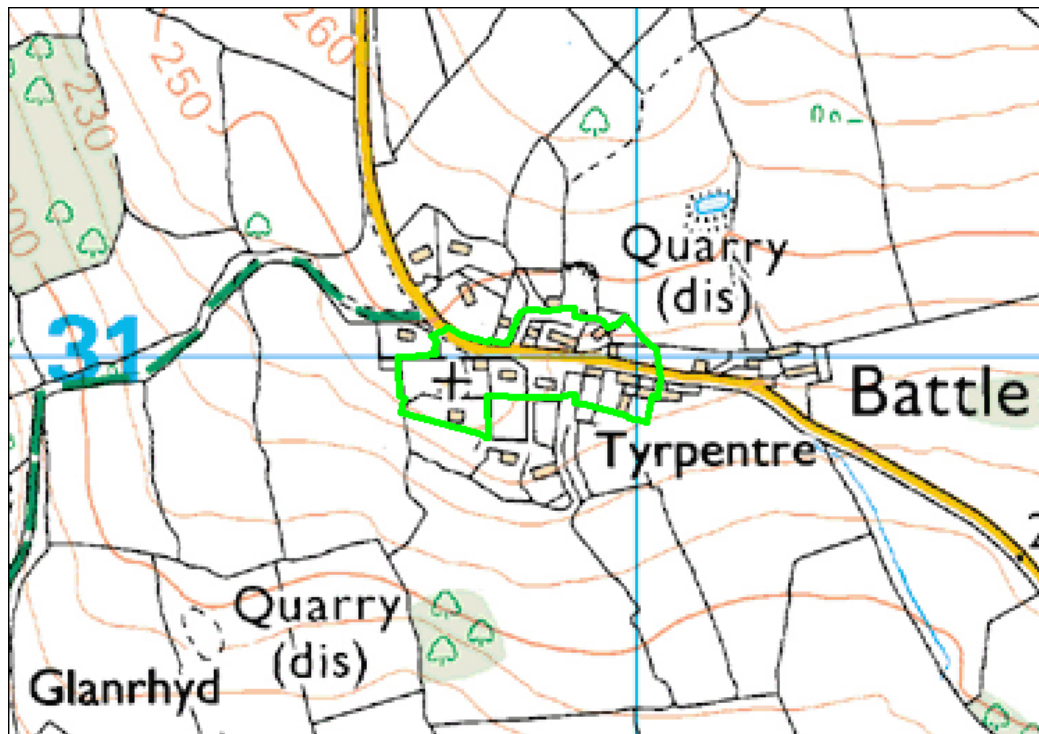 260
250
230
Quarry
(dis)
31
Battle
Tyrpentre
Quarry
(dis)
Glanrhyd